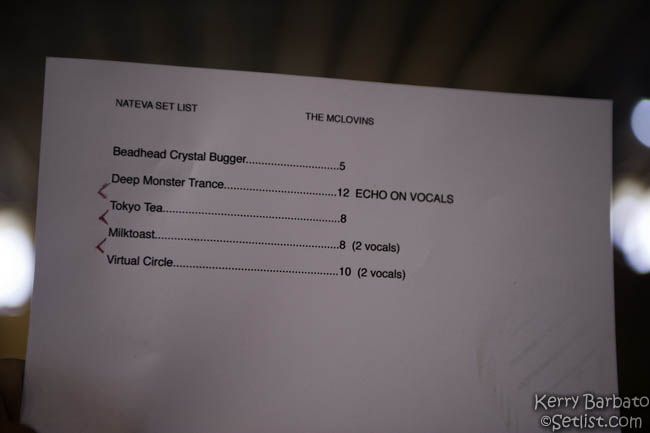 NATEVA SET LIST THE MCLOVINS
Beadhead Crystal Bugger..............................5
Deep Monster Trance....................................12 ECHO ON VOCALS
Tokyo Tea.........................................................8
Milktoast...........................................................8 (2 vocals)
Virtual Circle.....................................................10 (2 vocals)
Kerry Barbato
©Setlist.com